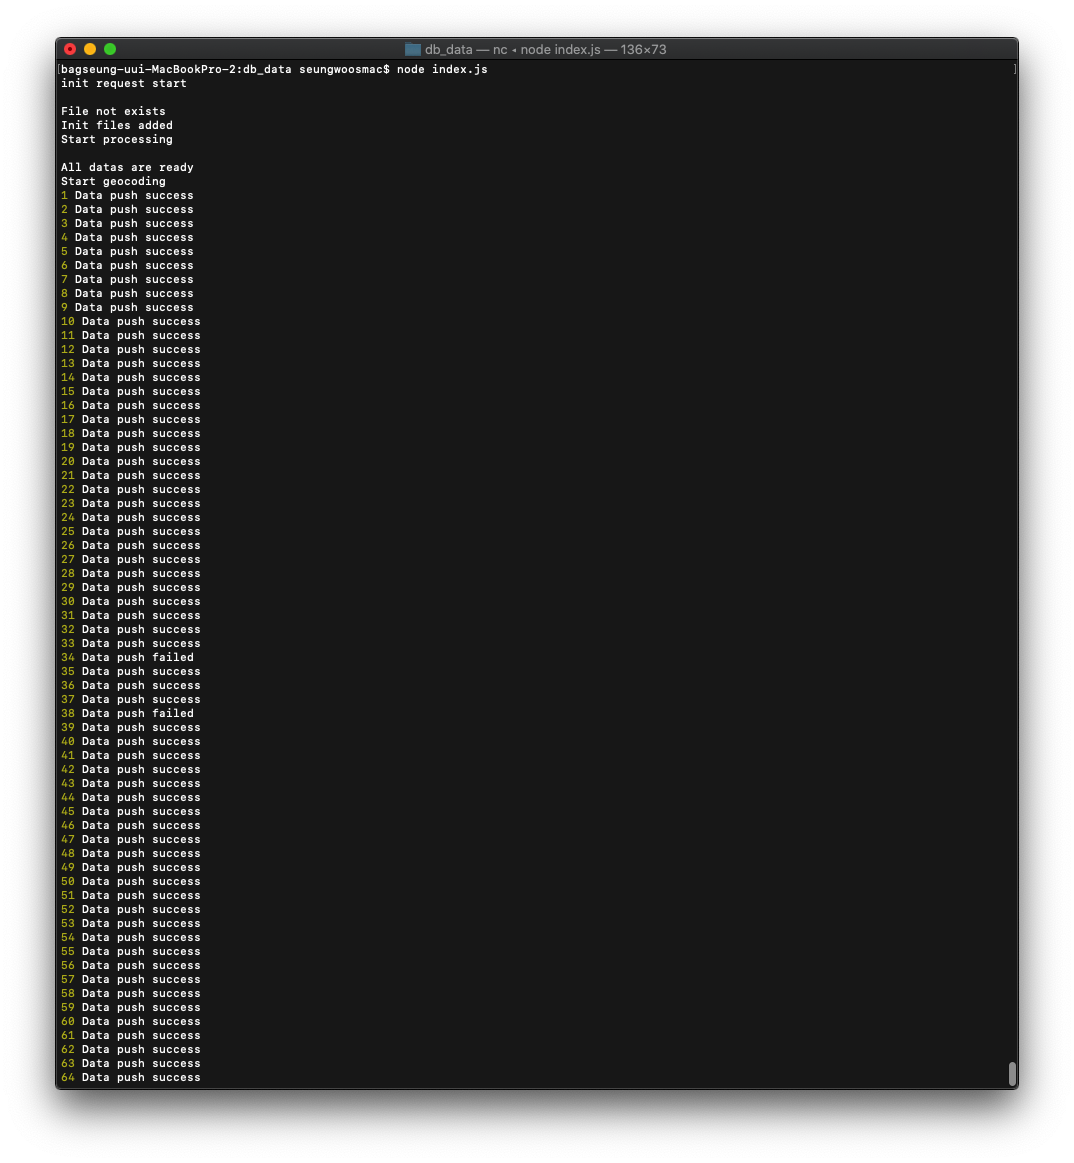 db_data — nc ◂ node index.js — 136×73
[bagseung-uui-MacBookPro-2:db_data seungwoosmac$ node index.js ]
init request start
File not exists
Init files added
Start processing
All datas are ready
Start geocoding
1 Data push success
2 Data push success
3 Data push success
4 Data push success
5 Data push success
6 Data push success
7 Data push success
8 Data push success
9 Data push success
10 Data push success
11 Data push success
12 Data push success
13 Data push success
14 Data push success
15 Data push success
16 Data push success
17 Data push success
18 Data push success
19 Data push success
20 Data push success
21 Data push success
22 Data push success
23 Data push success
24 Data push success
25 Data push success
26 Data push success
27 Data push success
28 Data push success
29 Data push success
30 Data push success
31 Data push success
32 Data push success
33 Data push success
34 Data push failed
35 Data push success
36 Data push success
37 Data push success
38 Data push failed
39 Data push success
40 Data push success
41 Data push success
42 Data push success
43 Data push success
44 Data push success
45 Data push success
46 Data push success
47 Data push success
48 Data push success
49 Data push success
50 Data push success
51 Data push success
52 Data push success
53 Data push success
54 Data push success
55 Data push success
56 Data push success
57 Data push success
58 Data push success
59 Data push success
60 Data push success
61 Data push success
62 Data push success
63 Data push success
64 Data push success